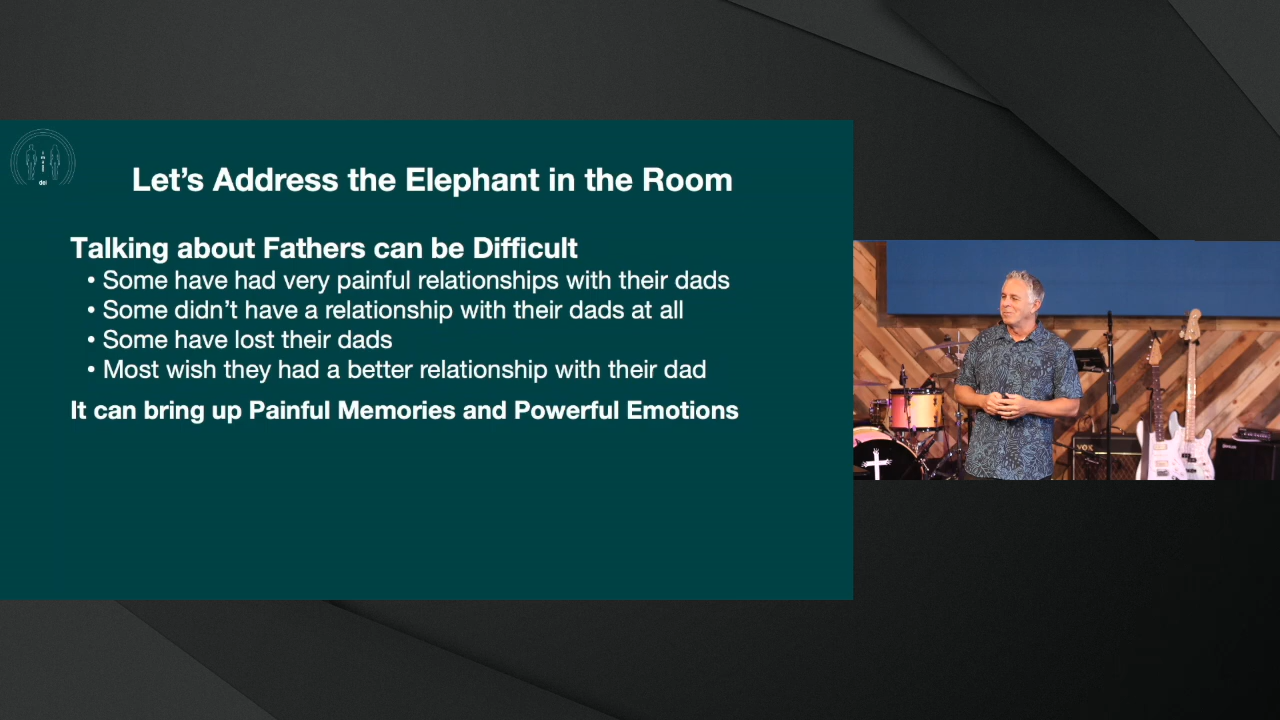 Let's Address the Elephant in the Room
Talking about Fathers can be Difficult
• Some have had very painful relationships with their dads
• Some didn't have a relationship with their dads at all
• Some have lost their dads
• Most wish they had a better relationship with their dad
It can bring up Painful Memories and Powerful Emotions
dei
VOX